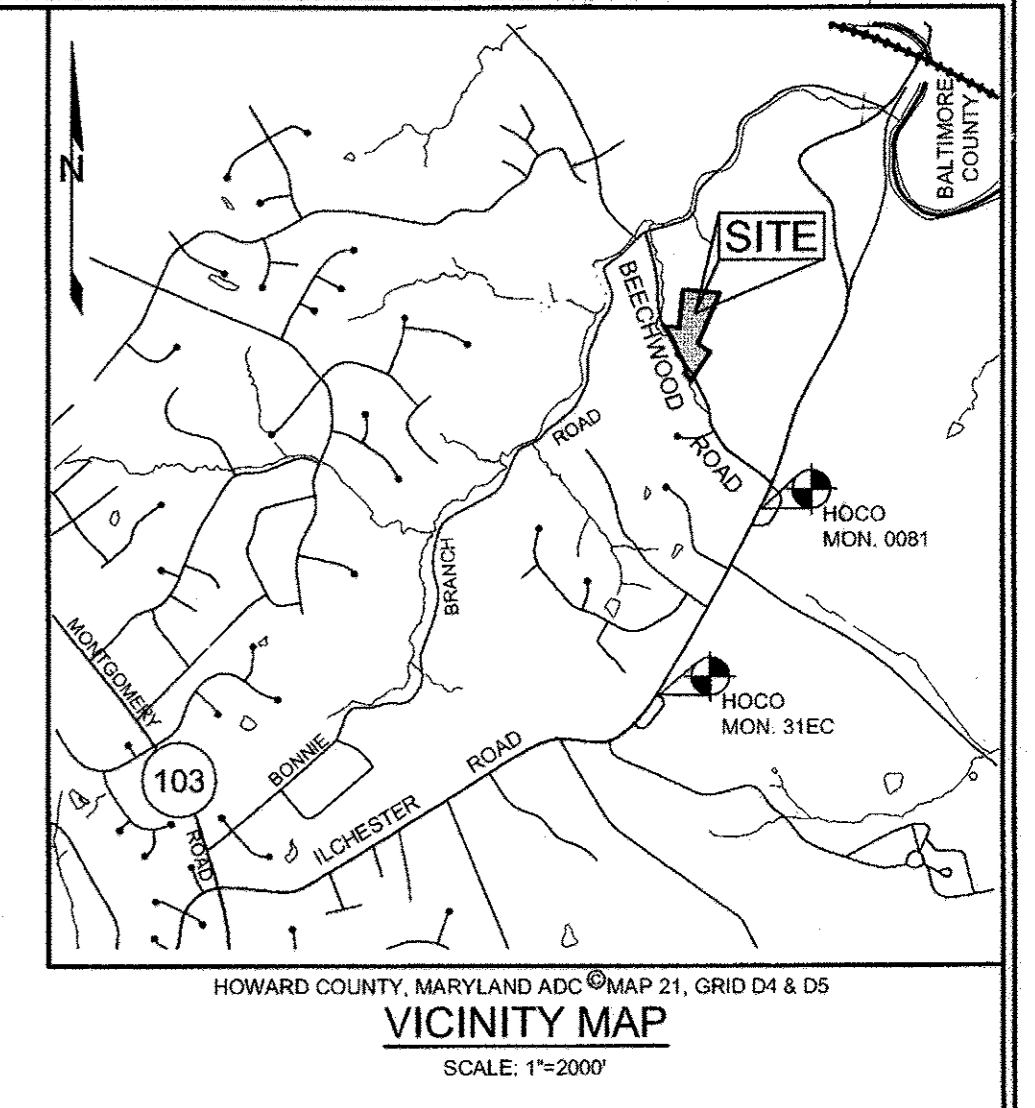 N
BALTIMORE
COUNTY
SITE
BEECHWOOD ROAD
ROAD
HOCO
MON. 0081
BRANCH
MONTGOMERY
HOCO
MON. 31EC
103
BONNIE
ROAD
ILCHESTER
ROAD
HOWARD COUNTY, MARYLAND ADC ©MAP 21, GRID D4 & D5
VICINITY MAP
SCALE: 1"=2000'